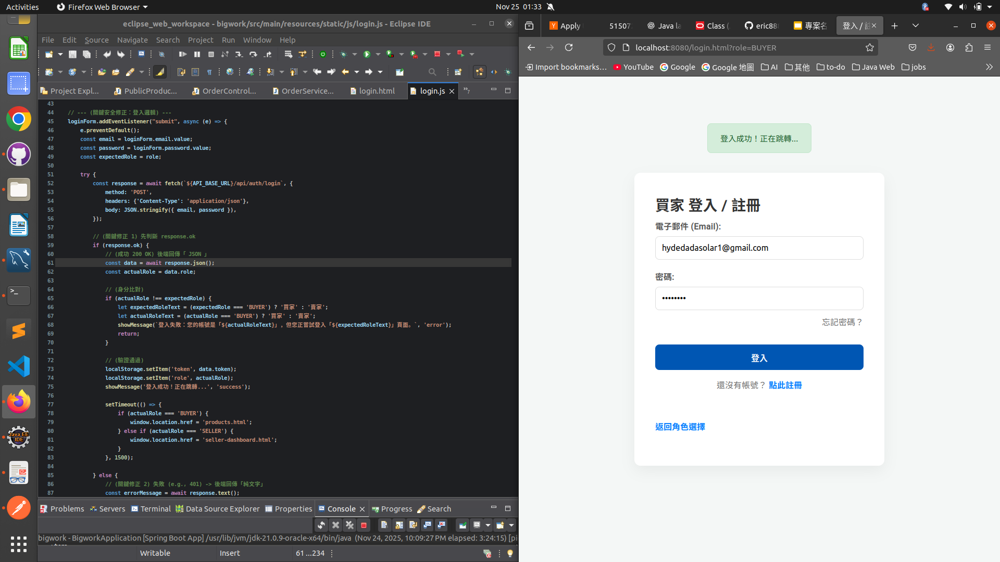 Activities
Firefox Web Browser
Nov 25 01:33
eclipse_web_workspace - bigwork/src/main/resources/static/js/login.js - Eclipse IDE
File Edit Source Navigate Search Project Run Window Help
Project Expl...
PublicProduc...
OrderControl...
OrderService...
login.html
login.js
»7
43
44 // --- (關鍵安全修正：登入邏輯) ---
45 loginForm.addEventListener("submit", async (e) => {
46 e.preventDefault();
47 const email = loginForm.email.value;
48 const password = loginForm.password.value;
49 const expectedRole = role;
50
51 try {
52 const response = await fetch(`${API_BASE_URL}/api/auth/login`, {
53 method: 'POST',
54 headers: {'Content-Type': 'application/json'},
55 body: JSON.stringify({ email, password }),
56 });
57
58 // (關鍵修正 1) 先判斷 response.ok
59 if (response.ok) {
60 // (成功 200 OK) 後端回傳「 JSON 」
61 const data = await response.json();
62 const actualRole = data.role;
63
64 // (身分比對)
65 if (actualRole !== expectedRole) {
66 let expectedRoleText = (expectedRole === 'BUYER') ? '買家' : '賣家';
67 let actualRoleText = (actualRole === 'BUYER') ? '買家' : '賣家';
68 showMessage(`登入失敗：您的帳號是「${actualRoleText}」，但您正嘗試登入「${expectedRoleText}」頁面。`, 'error');
69 return;
70 }
71
72 // (驗證通過)
73 localStorage.setItem('token', data.token);
74 localStorage.setItem('role', actualRole);
75 showMessage('登入成功！正在跳轉...', 'success');
76
77 setTimeout(() => {
78 if (actualRole === 'BUYER') {
79 window.location.href = 'products.html';
80 } else if (actualRole === 'SELLER') {
81 window.location.href = 'seller-dashboard.html';
82 }
83 }, 1500);
84
85 } else {
86 // (關鍵修正 2) 失敗 (e.g., 401) -> 後端回傳「純文字」
87 const errorMessage = await response.text();
Problems Servers Terminal Data Source Explorer Properties Console Progress Search
bigwork - BigworkApplication [Spring Boot App] /usr/lib/jvm/jdk-21.0.9-oracle-x64/bin/java (Nov 24, 2025, 10:09:27 PM elapsed: 3:24:15) [pi
Writable Insert 61 ...234
Java EE
IDE
Apply
51507
Java la
Class (
eric88
專案名
登入 / 註
localhost:8080/login.html?role=BUYER
Import bookmarks... YouTube Google Google 地圖 AI 其他 to-do Java Web jobs
登入成功！正在跳轉...
買家 登入 / 註冊
電子郵件 (Email):
hydedadasolar1@gmail.com
密碼:
••••••••
忘記密碼？
登入
還沒有帳號？ 點此註冊
返回角色選擇